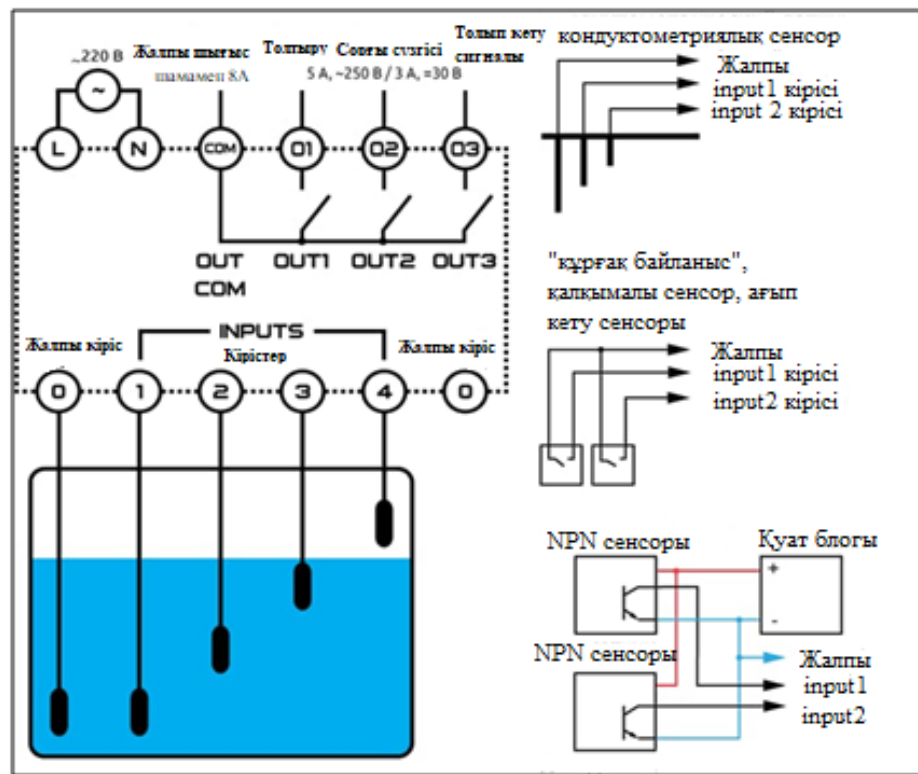 ~220 В
Жалпы шығыс
шамамен 8А
Толтыру
Сорғы сүзгісі
5 А, ~250 В / 3 А, =30 В
Толып кету
сигналы
L
N
COM
01
02
03
OUT
COM
OUT1
OUT2
OUT3
INPUTS
Жалпы кіріс
Кірістер
Жалпы кіріс
0
1
2
3
4
0
кондуктометриялық сенсор
Жалпы
input1 кірісі
input 2 кірісі
"құрғақ байланыс",
қалқымалы сенсор, ағып
кету сенсоры
Жалпы
input1 кірісі
input2 кірісі
NPN сенсоры
Қуат блогы
+
-
NPN сенсоры
Жалпы
input1
input2